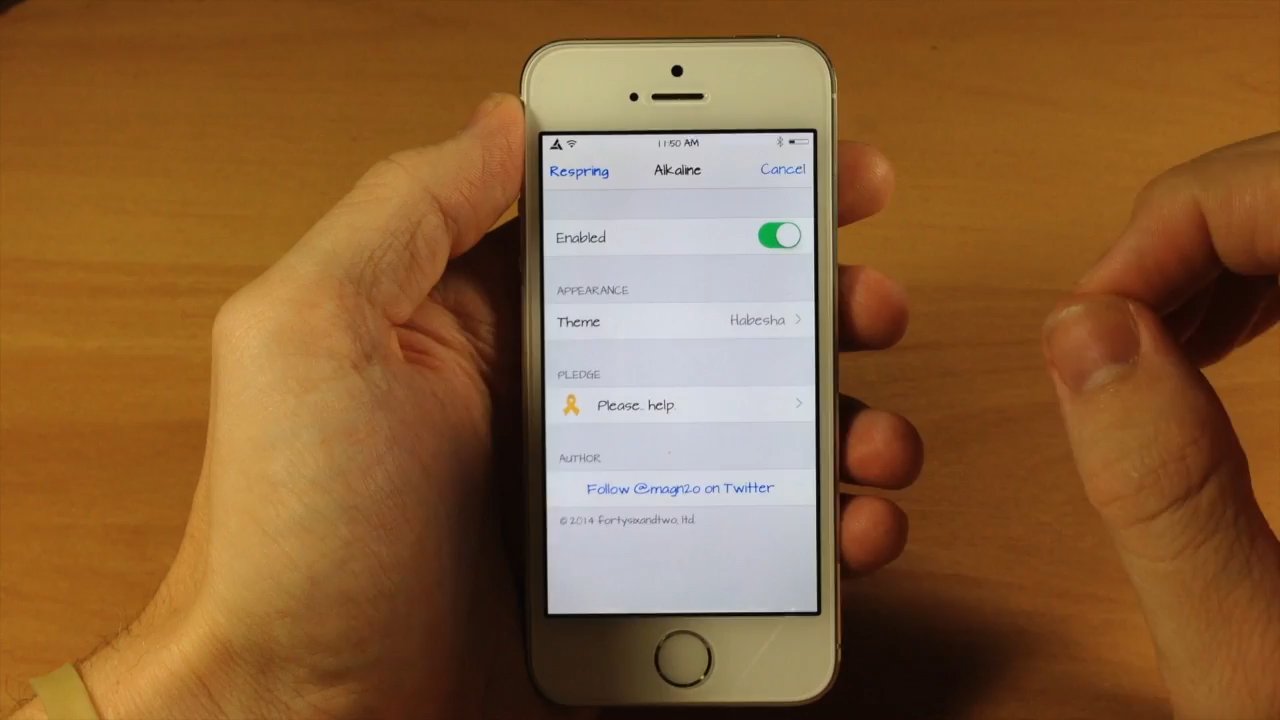 11:50 AM
Respring Alkaline Cancel
Enabled
APPEARANCE
Theme Habesha
PLEDGE
Please.. help.
AUTHOR
Follow @magn2o on Twitter
© 2014 fortysixandtwo, ltd.